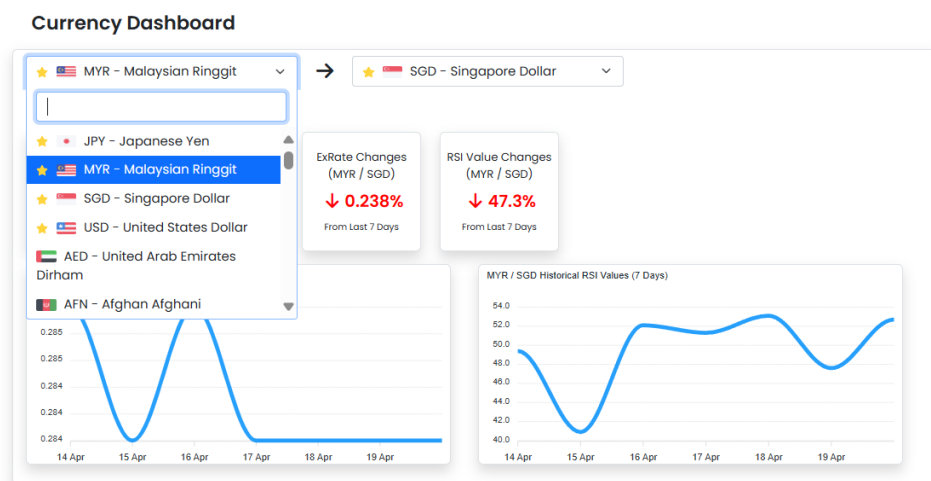 Currency Dashboard
MYR - Malaysian Ringgit
SGD - Singapore Dollar
JPY - Japanese Yen
MYR - Malaysian Ringgit
SGD - Singapore Dollar
USD - United States Dollar
AED - United Arab Emirates
Dirham
AFN - Afghan Afghani
ExRate Changes
(MYR / SGD)
↓ 0.238%
From Last 7 Days
RSI Value Changes
(MYR / SGD)
↓ 47.3%
From Last 7 Days
0.285
0.285
0.284
0.284
0.284
14 Apr 15 Apr 16 Apr 17 Apr 18 Apr 19 Apr
MYR / SGD Historical RSI Values (7 Days)
54.0
52.0
50.0
48.0
46.0
44.0
42.0
40.0
14 Apr 15 Apr 16 Apr 17 Apr 18 Apr 19 Apr